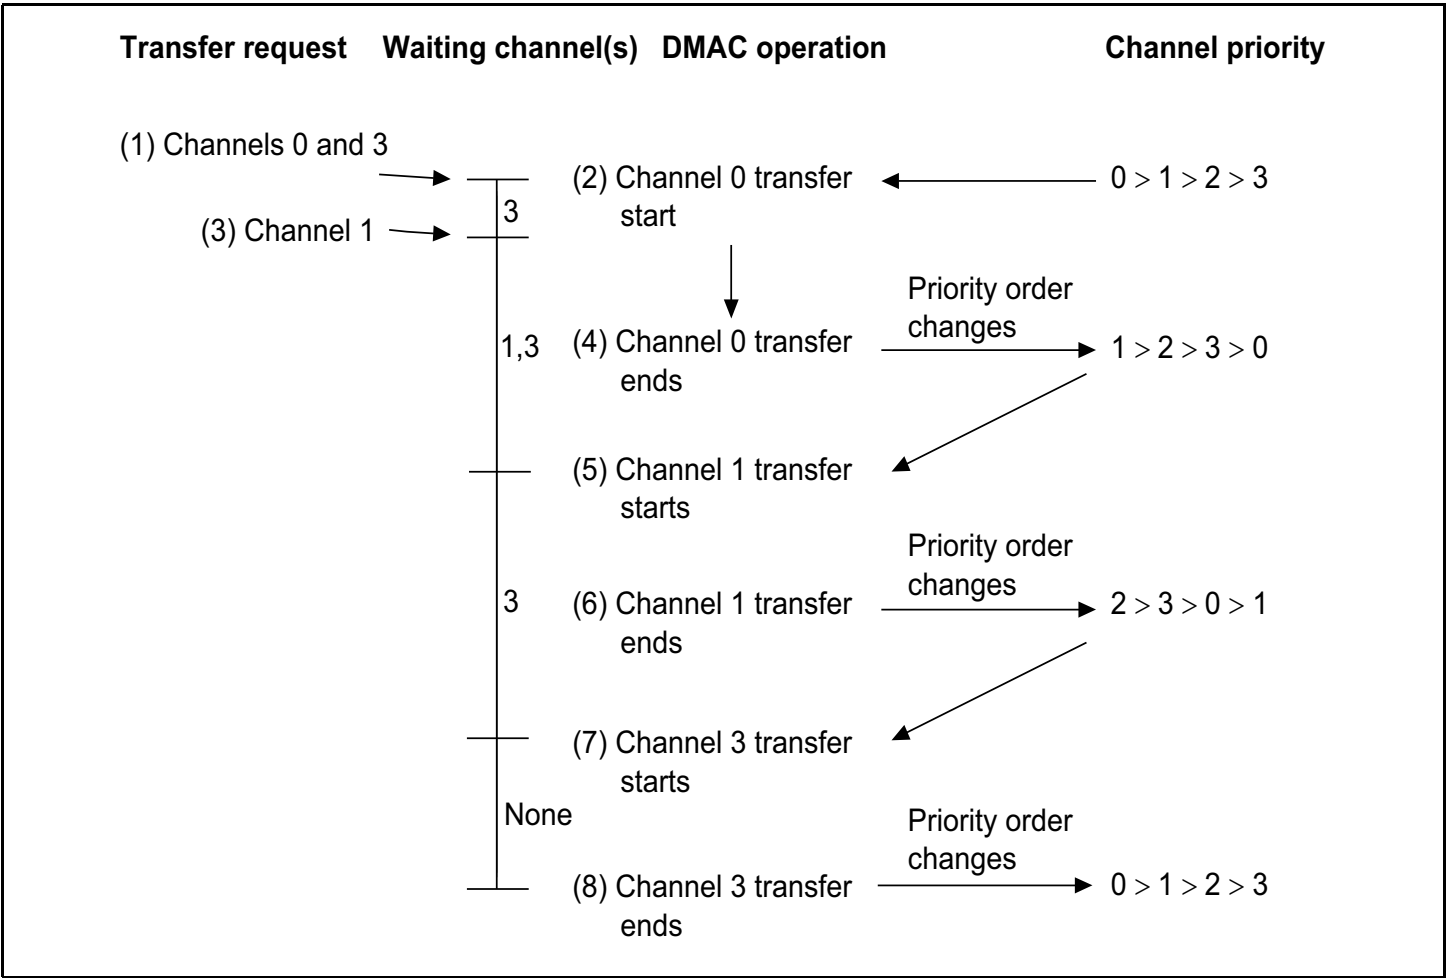 Transfer request Waiting channel(s) DMAC operation Channel priority
(1) Channels 0 and 3
(2) Channel 0 transfer
start
0 > 1 > 2 > 3
3
(3) Channel 1
Priority order
changes
1,3
(4) Channel 0 transfer
ends
1 > 2 > 3 > 0
(5) Channel 1 transfer
starts
Priority order
changes
3
(6) Channel 1 transfer
ends
2 > 3 > 0 > 1
(7) Channel 3 transfer
starts
None
Priority order
changes
(8) Channel 3 transfer
ends
0 > 1 > 2 > 3